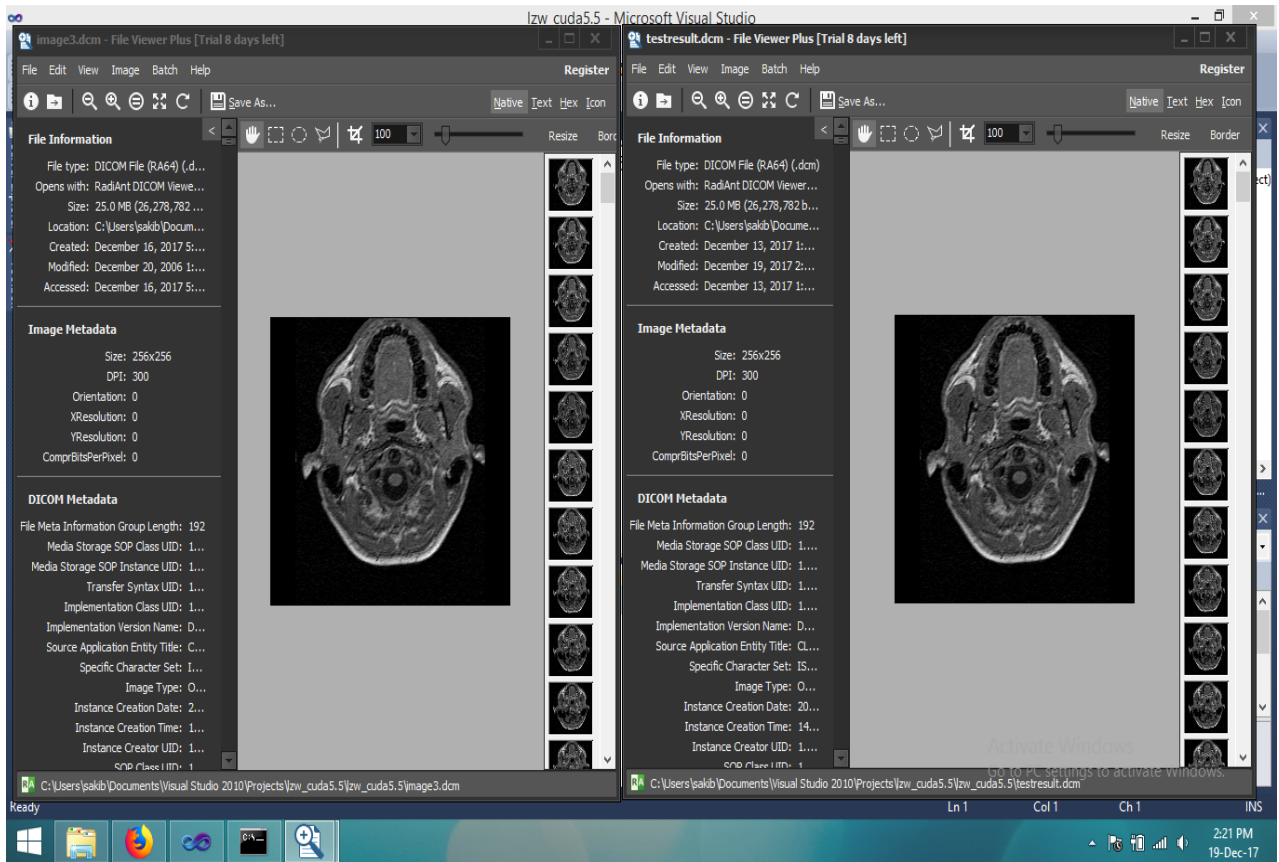 lzw_cuda5.5 - Microsoft Visual Studio
image3.dcm - File Viewer Plus [Trial 8 days left]
File Edit View Image Batch Help
Register
Save As...
Native Text Hex Icon
File Information
<
100
Resize Bord
File type: DICOM File (RA64) (.d...
Opens with: RadiAnt DICOM Viewe...
Size: 25.0 MB (26,278,782 ...
Location: C:\Users\sakib\Docum...
Created: December 16, 2017 5:...
Modified: December 20, 2006 1:...
Accessed: December 16, 2017 5:...
Image Metadata
Size: 256x256
DPI: 300
Orientation: 0
XResolution: 0
YResolution: 0
ComprBitsPerPixel: 0
DICOM Metadata
File Meta Information Group Length: 192
Media Storage SOP Class UID: 1....
Media Storage SOP Instance UID: 1....
Transfer Syntax UID: 1....
Implementation Class UID: 1....
Implementation Version Name: D...
Source Application Entity Title: C...
Specific Character Set: I...
Image Type: O...
Instance Creation Date: 2...
Instance Creation Time: 1...
Instance Creator UID: 1....
SOP Class UID: 1
RA C:\Users\sakib\Documents\Visual Studio 2010\Projects\lzw_cuda5.5\lzw_cuda5.5\image3.dcm
testresult.dcm - File Viewer Plus [Trial 8 days left]
File Edit View Image Batch Help
Register
Save As...
Native Text Hex Icon
File Information
<
100
Resize Border
File type: DICOM File (RA64) (.dcm)
Opens with: RadiAnt DICOM Viewer...
Size: 25.0 MB (26,278,782 b...
Location: C:\Users\sakib\Docume...
Created: December 13, 2017 1:...
Modified: December 19, 2017 2:...
Accessed: December 13, 2017 1:...
Image Metadata
Size: 256x256
DPI: 300
Orientation: 0
XResolution: 0
YResolution: 0
ComprBitsPerPixel: 0
DICOM Metadata
File Meta Information Group Length: 192
Media Storage SOP Class UID: 1....
Media Storage SOP Instance UID: 1....
Transfer Syntax UID: 1....
Implementation Class UID: 1....
Implementation Version Name: D...
Source Application Entity Title: CL...
Specific Character Set: IS...
Image Type: O...
Instance Creation Date: 20...
Instance Creation Time: 14...
Instance Creator UID: 1....
SOP Class UID: 1
RA C:\Users\sakib\Documents\Visual Studio 2010\Projects\lzw_cuda5.5\lzw_cuda5.5\testresult.dcm
ect)
Activate Windows
Go to PC settings to activate Windows.
Ready
Ln 1 Col 1 Ch 1 INS
2:21 PM
19-Dec-17